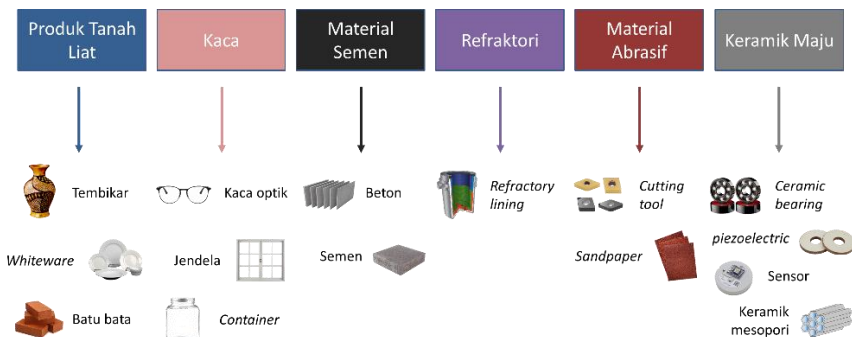 Produk Tanah
Liat
Kaca
Material
Semen
Refraktori
Material
Abrasif
Keramik Maju
Tembikar
Kaca optik
Beton
Refractory
lining
Cutting
tool
Ceramic
bearing
Whiteware
Jendela
Semen
Sandpaper
piezoelectric
Sensor
Batu bata
Container
Keramik
mesopori